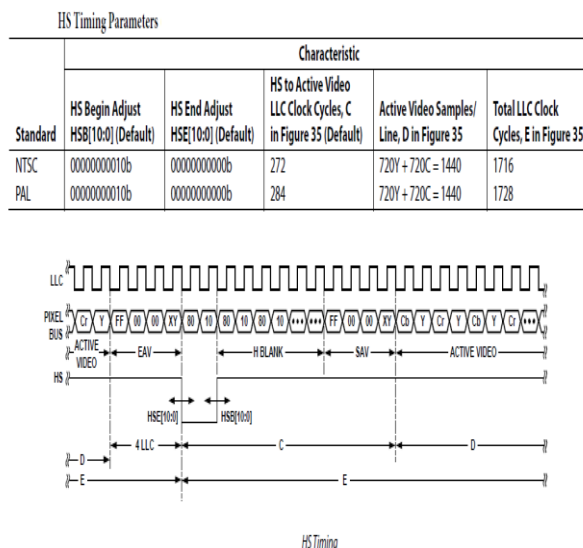 HS Timing Parameters
Characteristic
Standard
HS Begin Adjust
HSB[10:0] (Default)
HS End Adjust
HSE[10:0] (Default)
HS to Active Video
LLC Clock Cycles, C
in Figure 35 (Default)
Active Video Samples/
Line, D in Figure 35
Total LLC Clock
Cycles, E in Figure 35
NTSC 00000000010b 00000000000b 272 720Y + 720C = 1440 1716
PAL 00000000010b 00000000000b 284 720Y + 720C = 1440 1728
LLC
PIXEL
BUS
Cr Y FF 00 00 XY 80 10 80 10 80 10 ••• ••• FF 00 00 XY Cb Y Cr Y Cb Y Cr •••
ACTIVE
VIDEO
EAV H BLANK SAV ACTIVE VIDEO
HS
HSE[10:0] HSB[10:0]
4 LLC C D
D
E E
HS Timing